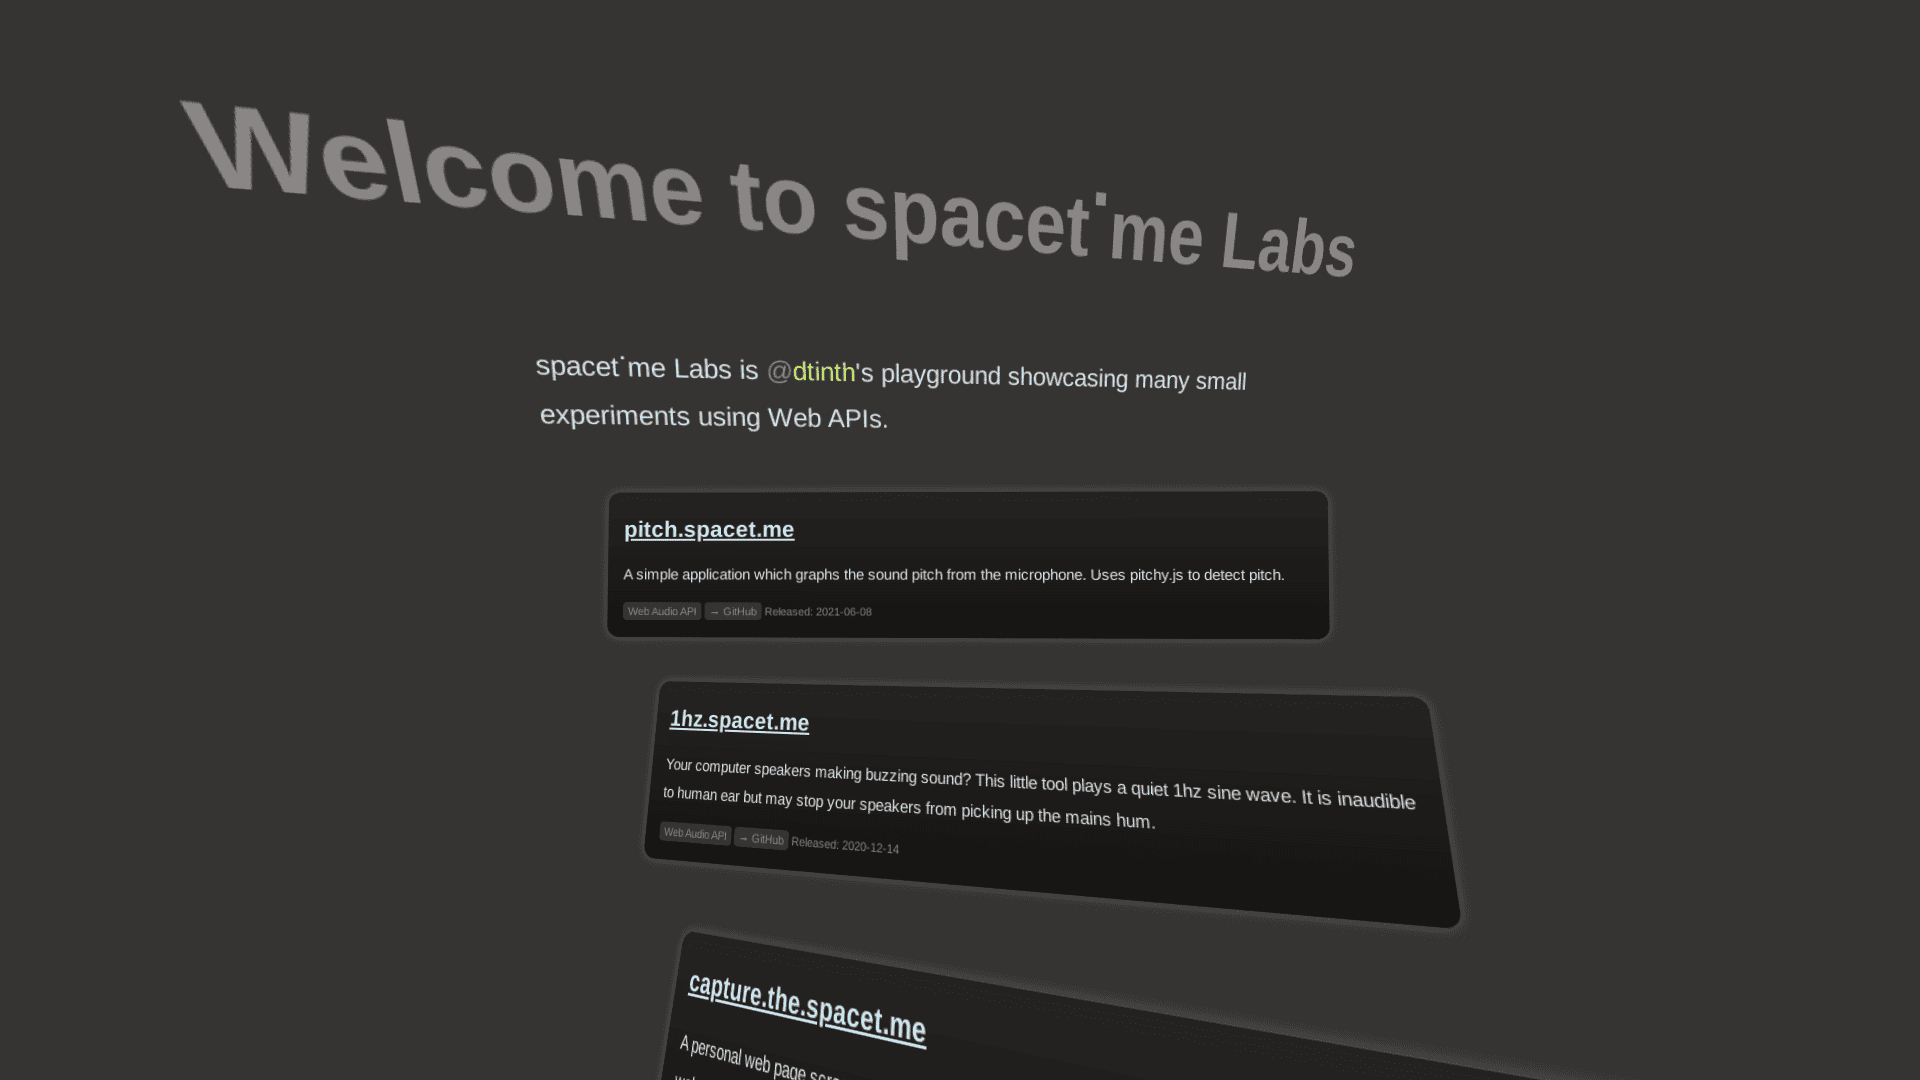 Welcome to spacet˙me Labs
spacet˙me Labs is @dtinth's playground showcasing many small
experiments using Web APIs.
pitch.spacet.me
A simple application which graphs the sound pitch from the microphone. Uses pitchy.js to detect pitch.
Web Audio API → GitHub Released: 2021-06-08
1hz.spacet.me
Your computer speakers making buzzing sound? This little tool plays a quiet 1hz sine wave. It is inaudible
to human ear but may stop your speakers from picking up the mains hum.
Web Audio API → GitHub Released: 2020-12-14
capture.the.spacet.me
A personal web page